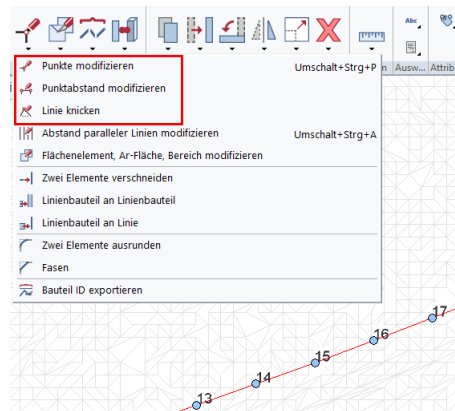 Abc
n Ausw... Attrib
Punkte modifizieren Umschalt+Strg+P
Punktabstand modifizieren
Linie knicken
Abstand paralleler Linien modifizieren Umschalt+Strg+A
Flächenelement, Ar-Fläche, Bereich modifizieren
Zwei Elemente verschneiden
Linienbauteil an Linienbauteil
Linienbauteil an Linie
Zwei Elemente ausrunden
Fasen
Bauteil ID exportieren
17
16
15
14
13